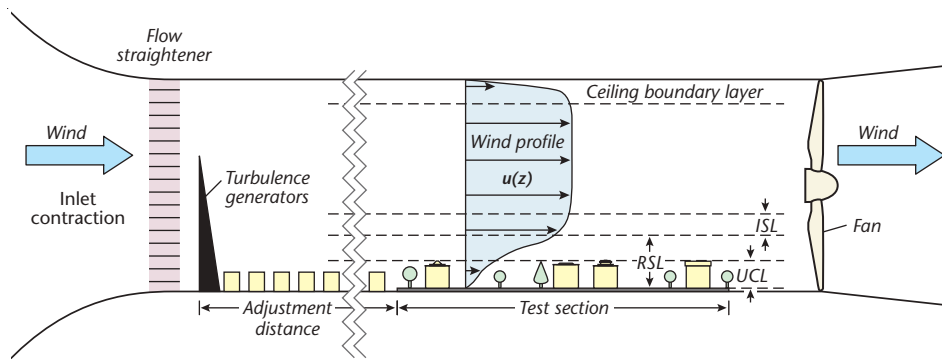 Flow
straightener
Ceiling boundary layer
Wind
Wind profile
Wind
Turbulence
generators
u(z)
Inlet
contraction
ISL
Fan
RSL
UCL
Adjustment
distance
Test section